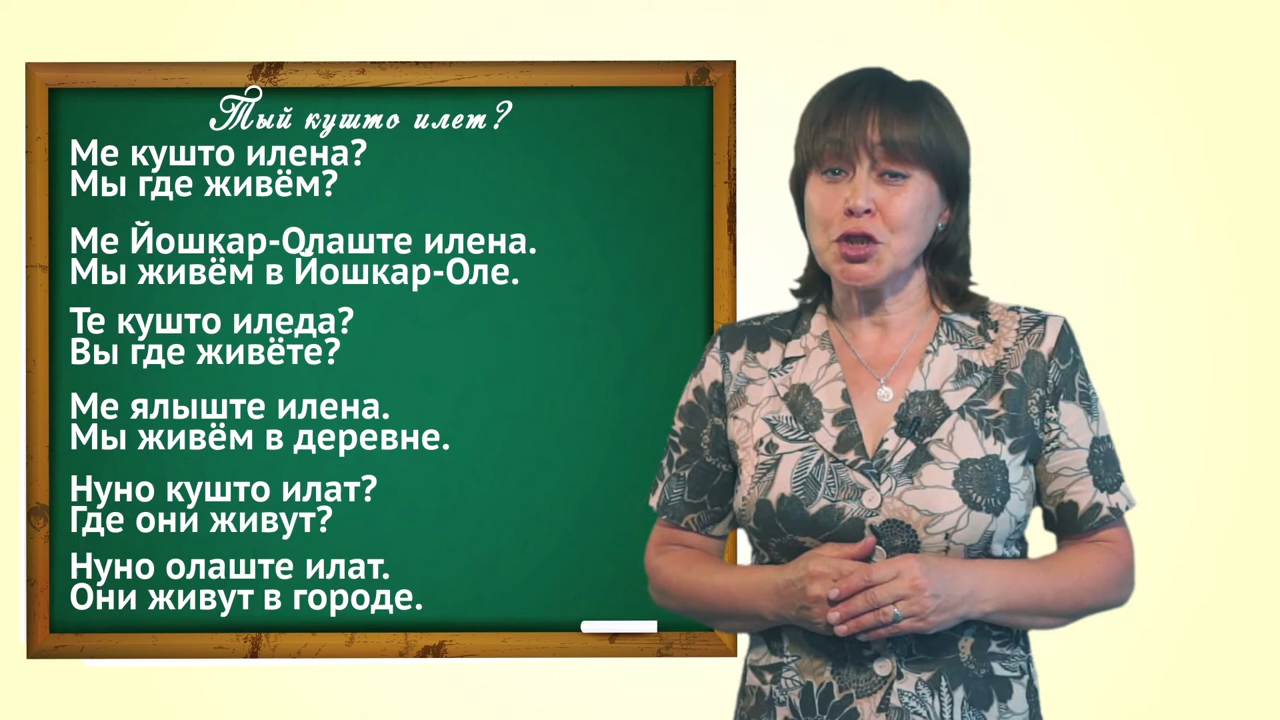 Тый кушто илет?
Ме кушто илена?
Мы где живём?
Ме Йошкар-Олаште илена.
Мы живём в Йошкар-Оле.
Те кушто иледа?
Вы где живёте?
Ме ялыште илена.
Мы живём в деревне.
Нуно кушто илат?
Где они живут?
Нуно олаште илат.
Они живут в городе.